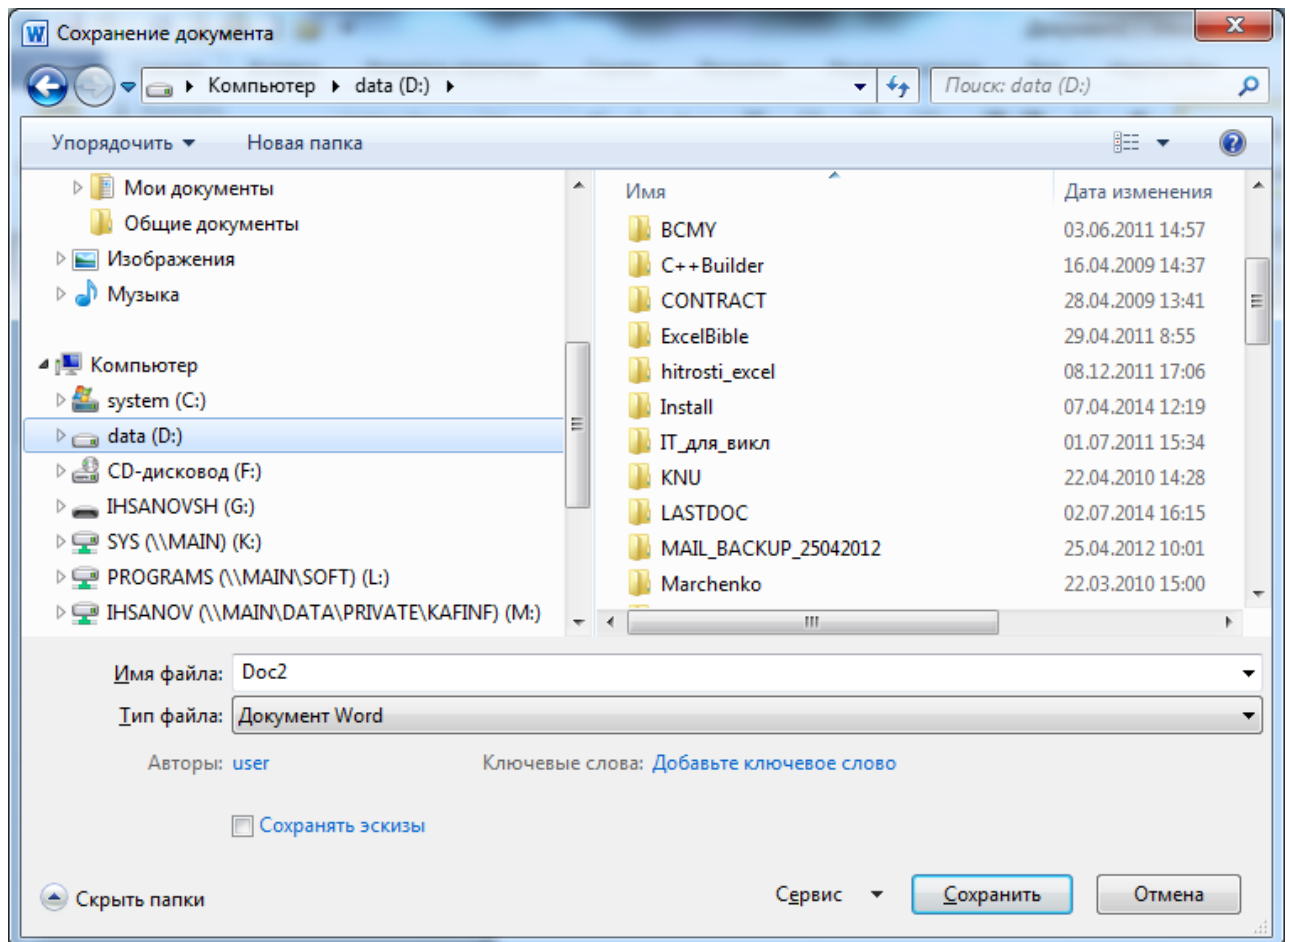 Сохранение документа
Компьютер data (D:)
Поиск: data (D:)
Упорядочить Новая папка
Мои документы
Общие документы
Изображения
Музыка
Компьютер
system (C:)
data (D:)
CD-дисковод (F:)
IHSANOVSH (G:)
SYS (\\MAIN) (K:)
PROGRAMS (\\MAIN\SOFT) (L:)
IHSANOV (\\MAIN\DATA\PRIVATE\KAFINF) (M:)
Имя Дата изменения
BCMY 03.06.2011 14:57
C++Builder 16.04.2009 14:37
CONTRACT 28.04.2009 13:41
ExcelBible 29.04.2011 8:55
hitrosti_excel 08.12.2011 17:06
Install 07.04.2014 12:19
IT_для_викл 01.07.2011 15:34
KNU 22.04.2010 14:28
LASTDOC 02.07.2014 16:15
MAIL_BACKUP_25042012 25.04.2012 10:01
Marchenko 22.03.2010 15:00
Имя файла: Doc2
Тип файла: Документ Word
Авторы: user Ключевые слова: Добавьте ключевое слово
Сохранять эскизы
Скрыть папки Сервис Сохранить Отмена